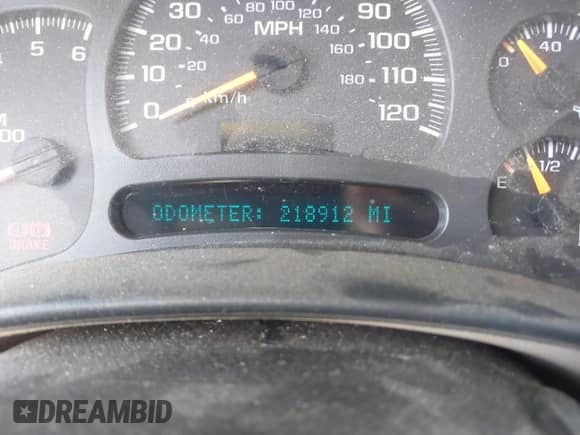 30 60 80 100 120 90
MPH
20 40 140 100
160
5 6
10 20 180 110
0 km/h 120
0 40
1/2
E
ODOMETER: 218912 MI
BRAKE
DREAMBID